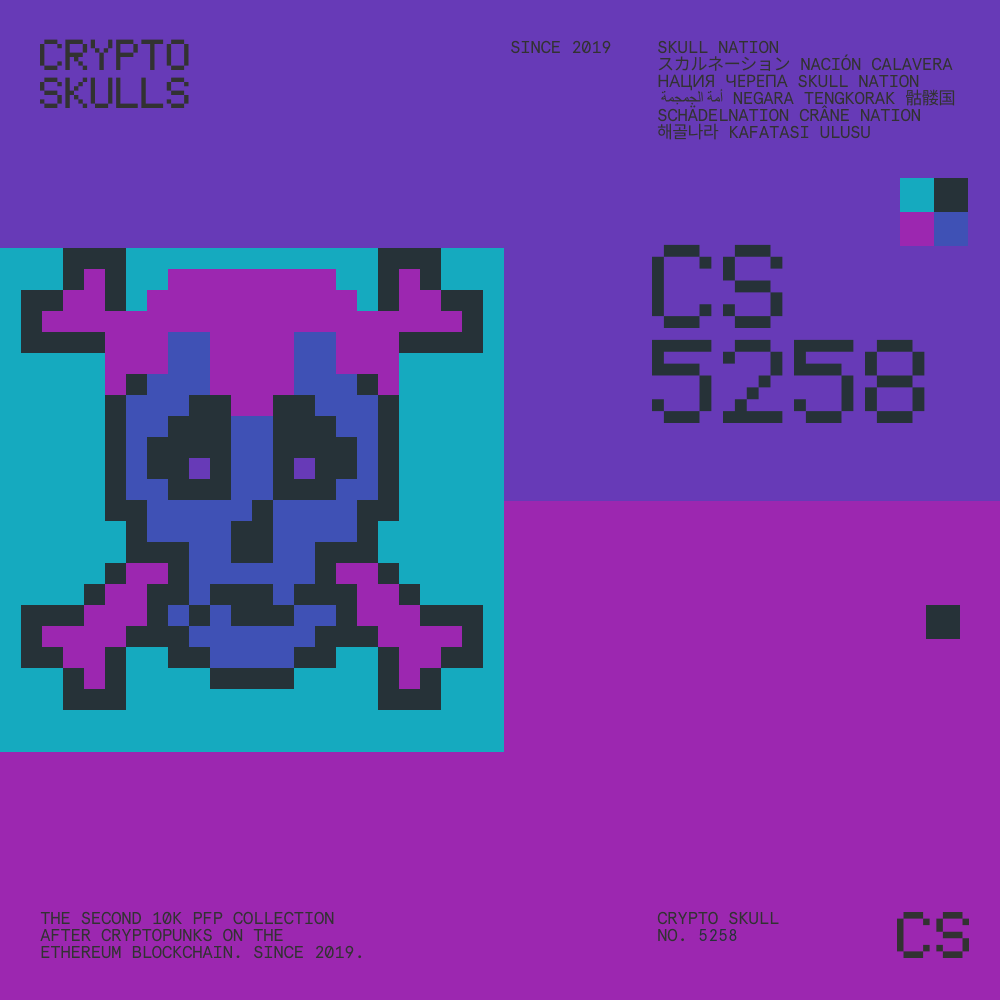 CRYPTO
SKULLS
SINCE 2019
SKULL NATION
スカルネーション NACIÓN CALAVERA
НАЦИЯ ЧЕРЕПА SKULL NATION
أمة الجمجمة NEGARA TENGKORAK 骷髅国
SCHÄDELNATION CRÂNE NATION
해골나라 KAFATASI ULUSU
CS
5258
THE SECOND 10K PFP COLLECTION
AFTER CRYPTOPUNKS ON THE
ETHEREUM BLOCKCHAIN. SINCE 2019.
CRYPTO SKULL
NO. 5258
CS